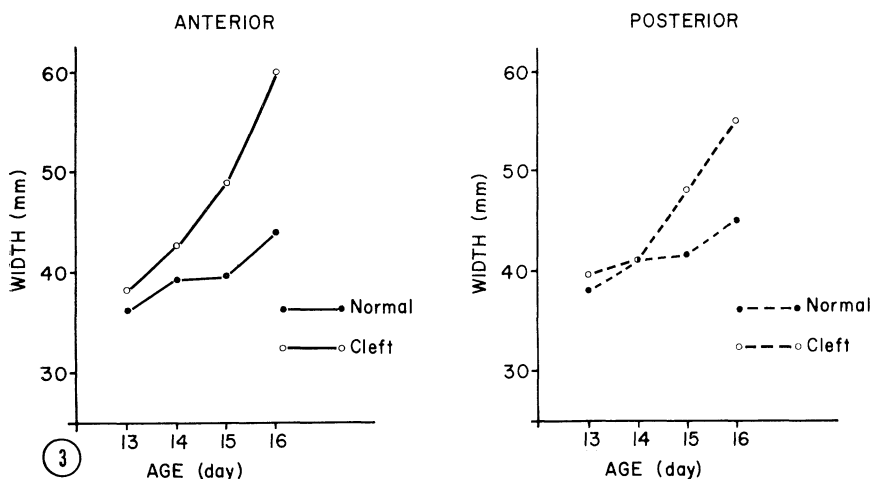 ANTERIOR
60
50
40
30
WIDTH (mm)
13 14 15 16
AGE (day)
Normal
Cleft
3
POSTERIOR
60
50
40
30
WIDTH (mm)
13 14 15 16
AGE (day)
Normal
Cleft